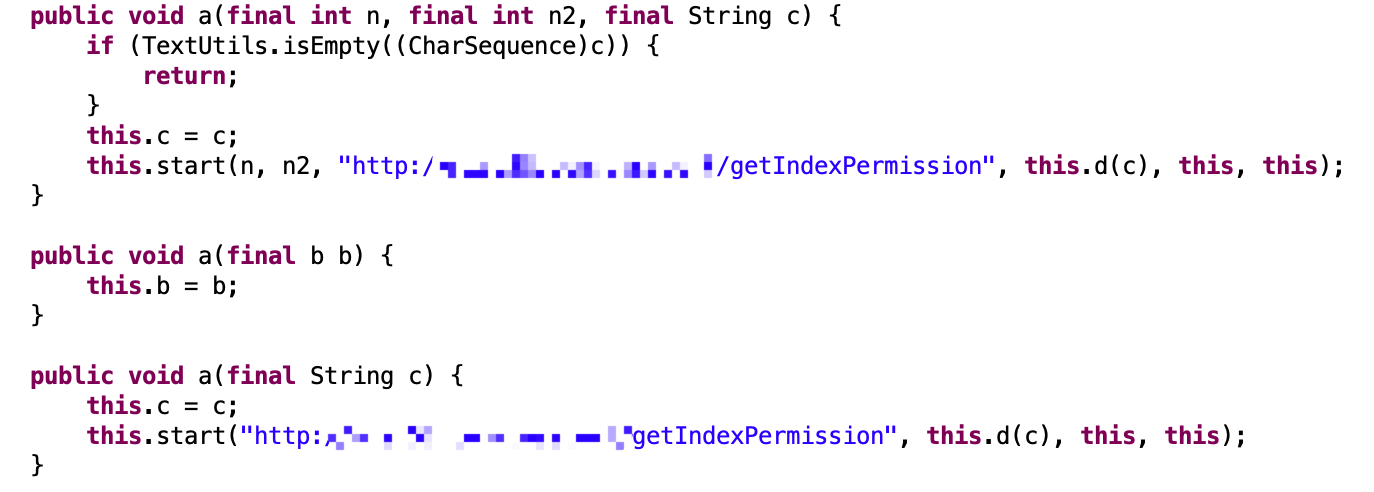 public void a(final int n, final int n2, final String c) {
if (TextUtils.isEmpty((CharSequence)c)) {
return;
}
this.c = c;
this.start(n, n2, "http:/ /getIndexPermission", this.d(c), this, this);
}
public void a(final b b) {
this.b = b;
}
public void a(final String c) {
this.c = c;
this.start("http:/ getIndexPermission", this.d(c), this, this);
}